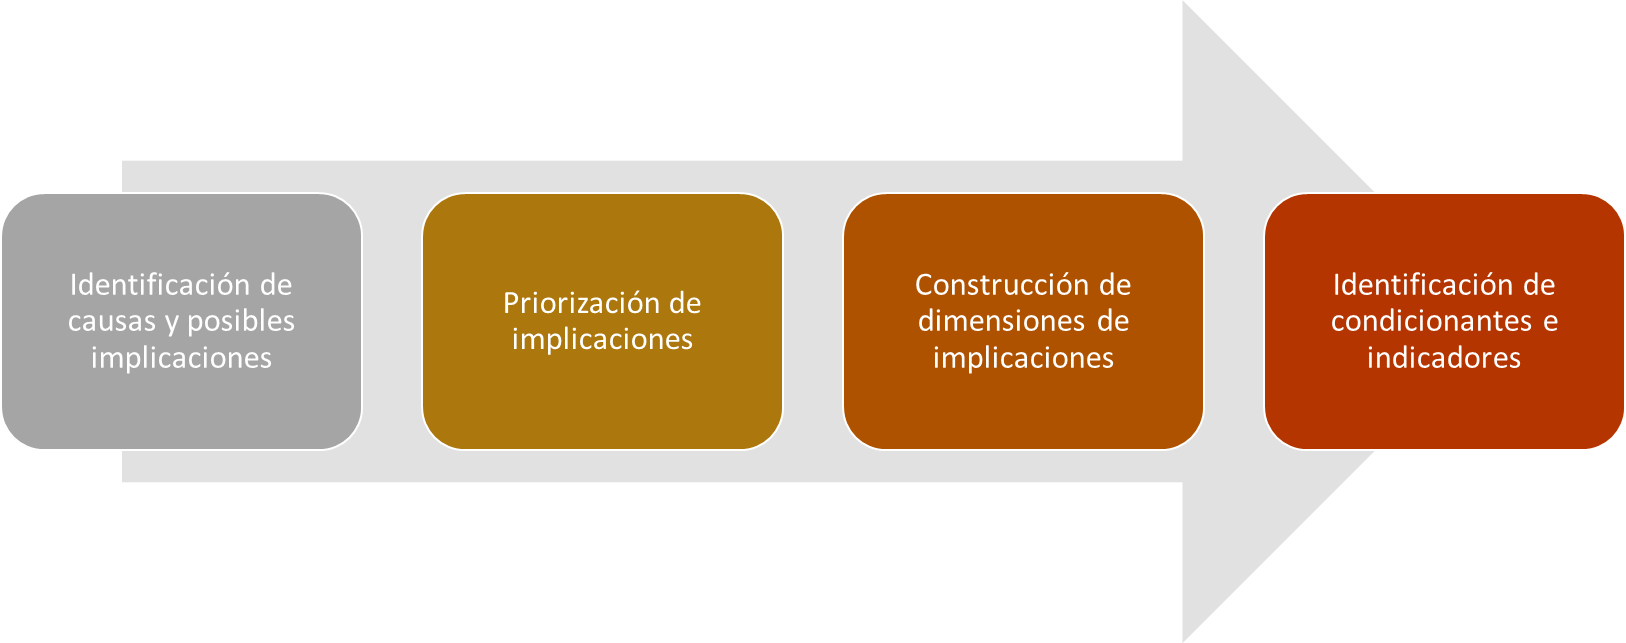 Identificación de
causas y posibles
implicaciones
Priorización de
implicaciones
Construcción de
dimensiones de
implicaciones
Identificación de
condicionantes e
indicadores